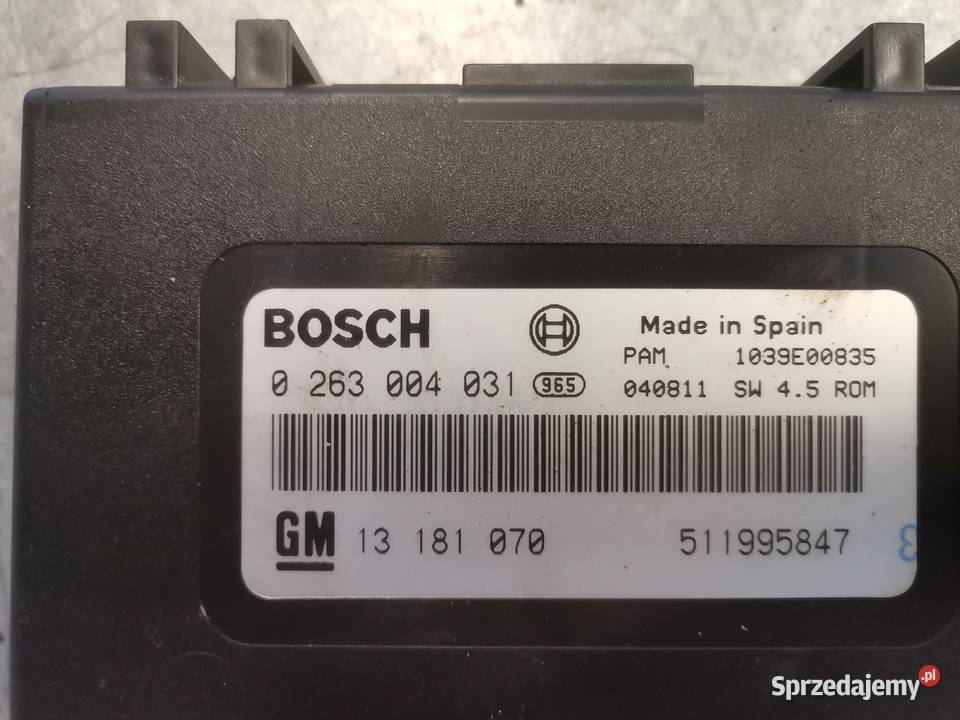 BOSCH
Made in Spain
PAM 1039E00835
0 263 004 031 965
040811 SW 4.5 ROM
GM 13 181 070 511995847
3
Sprzedajemy.pl